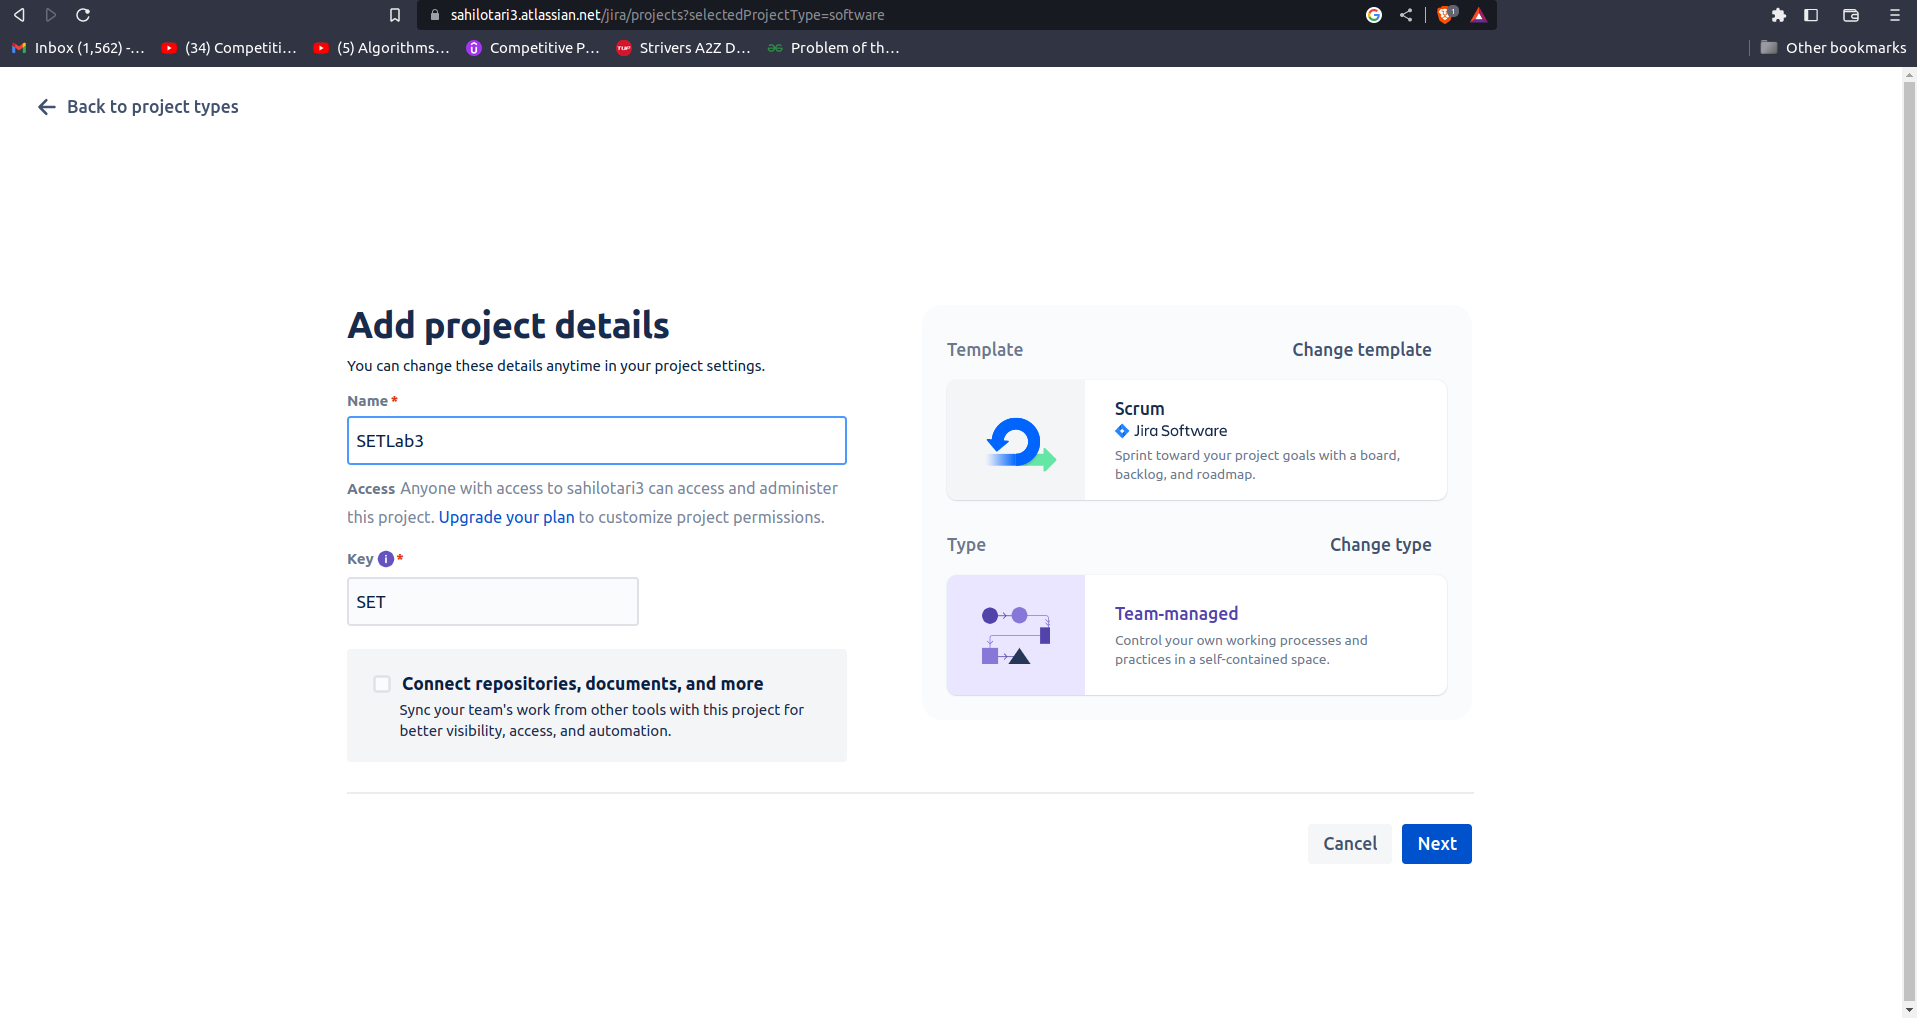 sahilotari3.atlassian.net/jira/projects?selectedProjectType=software
1
Inbox (1,562) -... (34) Competiti... (5) Algorithms... Competitive P... TUF Strivers A2Z D... Problem of th... Other bookmarks
Back to project types
Add project details
You can change these details anytime in your project settings.
Name *
SETLab3
Access Anyone with access to sahilotari3 can access and administer
this project. Upgrade your plan to customize project permissions.
Key i *
SET
Connect repositories, documents, and more
Sync your team's work from other tools with this project for
better visibility, access, and automation.
Template Change template
Scrum
Jira Software
Sprint toward your project goals with a board,
backlog, and roadmap.
Type Change type
Team-managed
Control your own working processes and
practices in a self-contained space.
Cancel Next